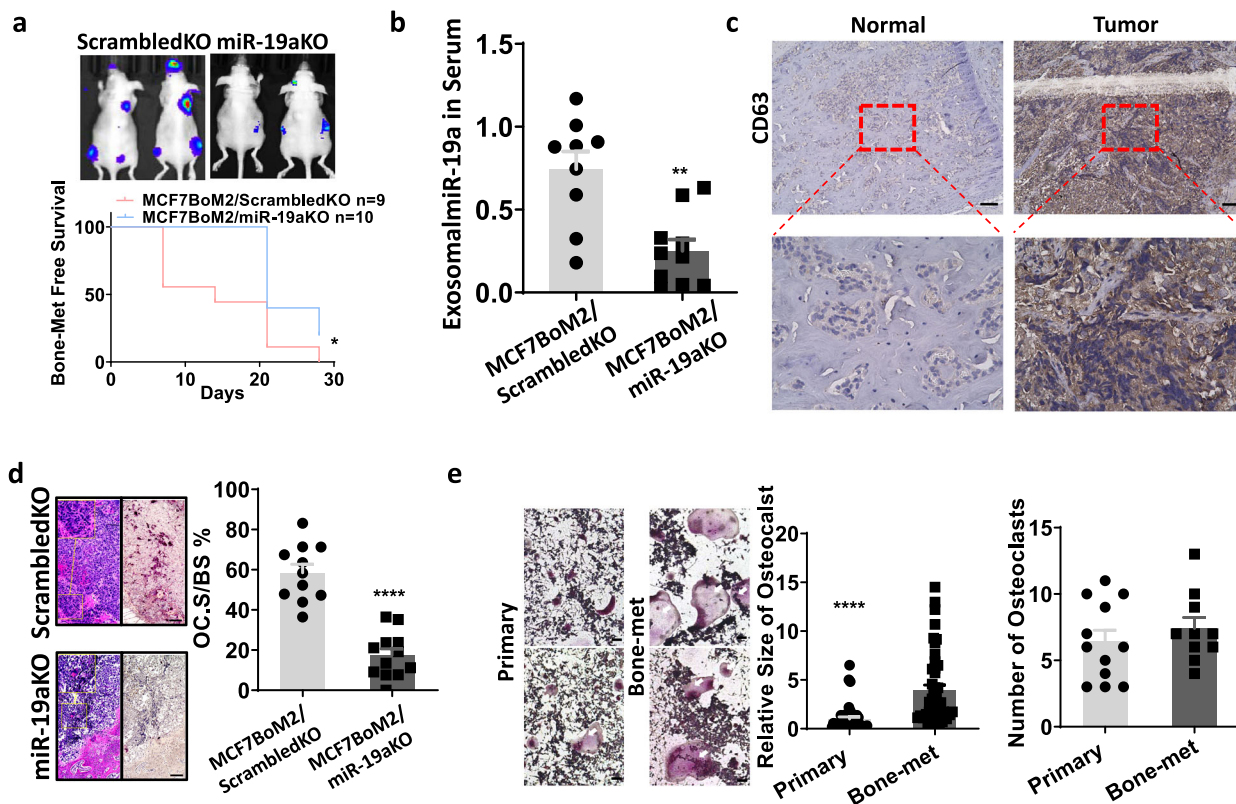 a
ScrambledKO miR-19aKO
MCF7BoM2/ScrambledKO n=9
MCF7BoM2/miR-19aKO n=10
Bone-Met Free Survival
100
50
0
*
0 10 20 30
Days
b
ExosomalmiR-19a in Serum
1.5
1.0
0.5
0.0
**
MCF7BoM2/
ScrambledKO
MCF7BoM2/
miR-19aKO
c
Normal
Tumor
CD63
d
ScrambledKO
miR-19aKO
OC.S/BS %
100
80
60
40
20
0
****
MCF7BoM2/
ScrambledKO
MCF7BoM2/
miR-19aKO
e
Primary
Bone-met
Relative Size of Osteocalst
20
15
10
5
0
****
Primary
Bone-met
Number of Osteoclasts
15
10
5
0
Primary
Bone-met